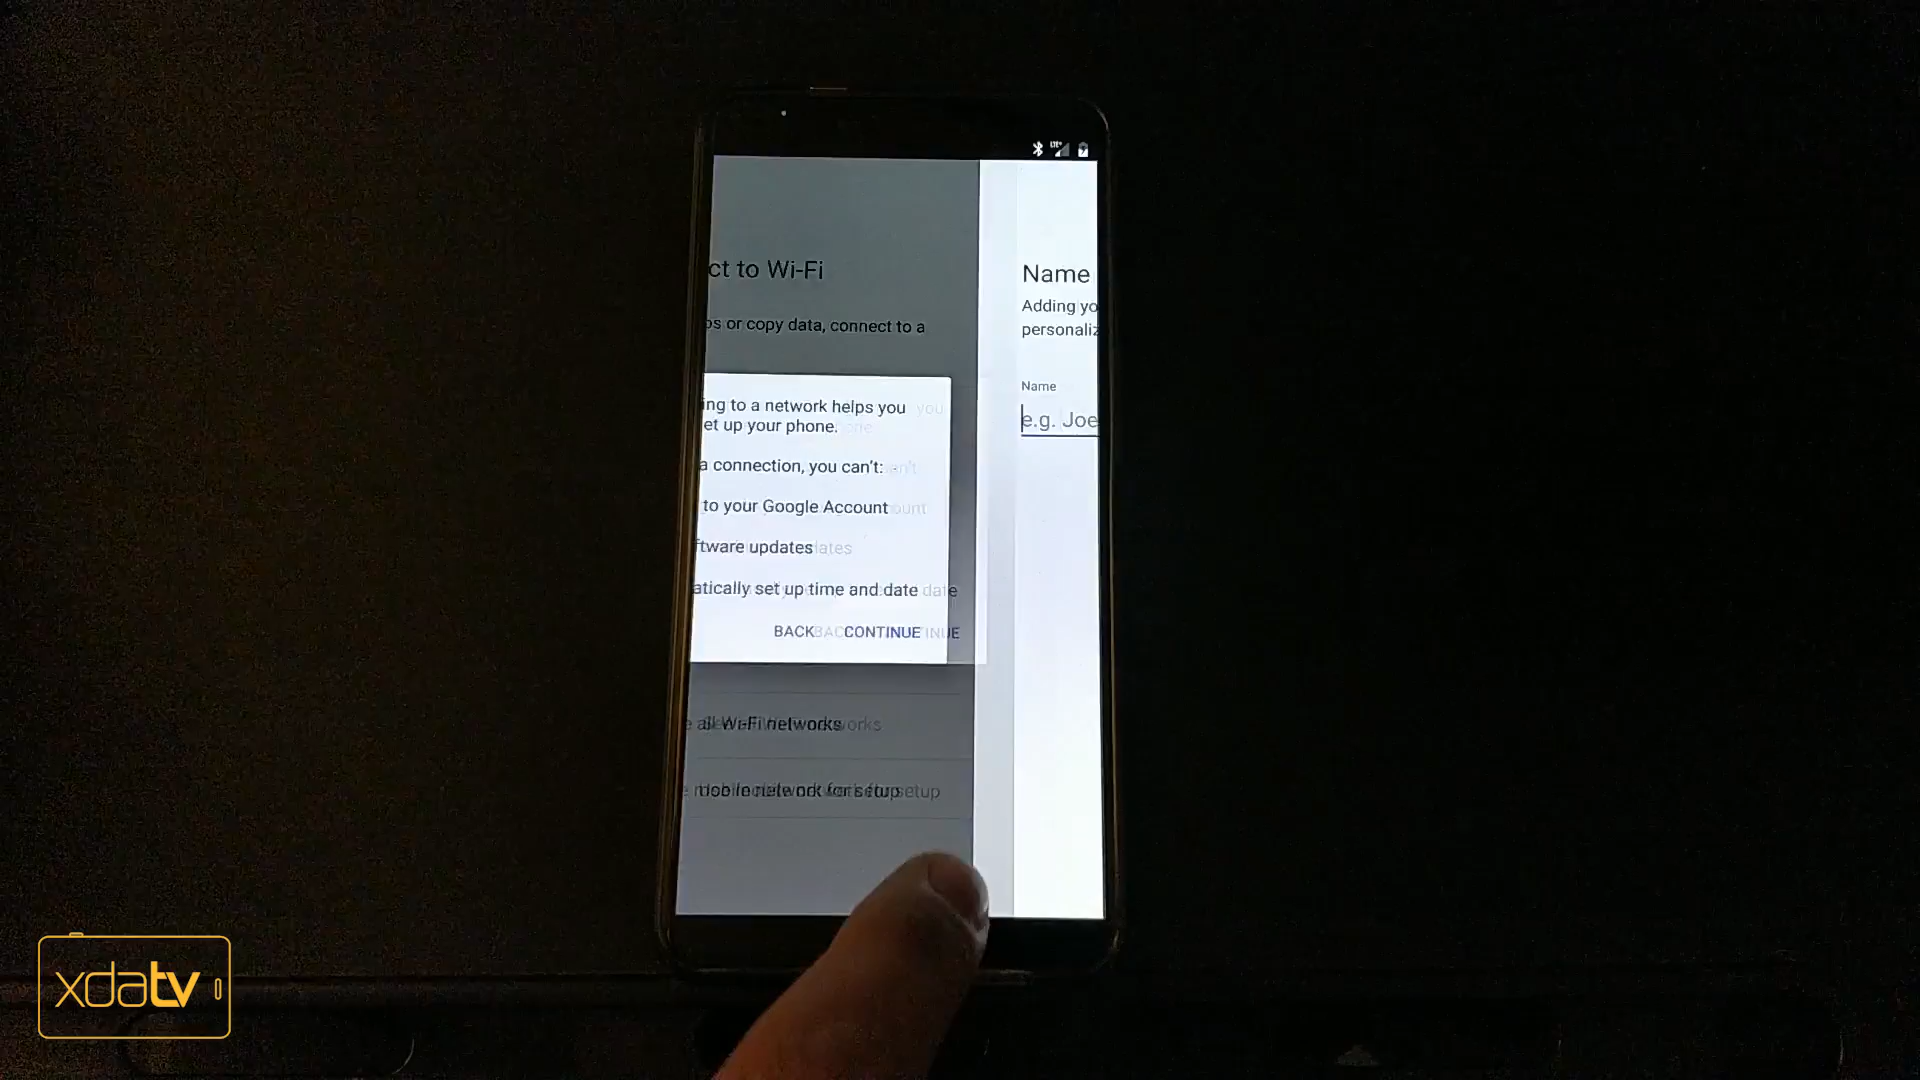 LTE+
ct to Wi-Fi
ps or copy data, connect to a
ing to a network helps you
et up your phone.
a connection, you can't:
to your Google Account
ftware updates
atically set up time and date
BACK CONTINUE
all Wi-Fi networks
mobile network for setup
Name
Adding yo
personaliz
Name
e.g. Joe
xdatv